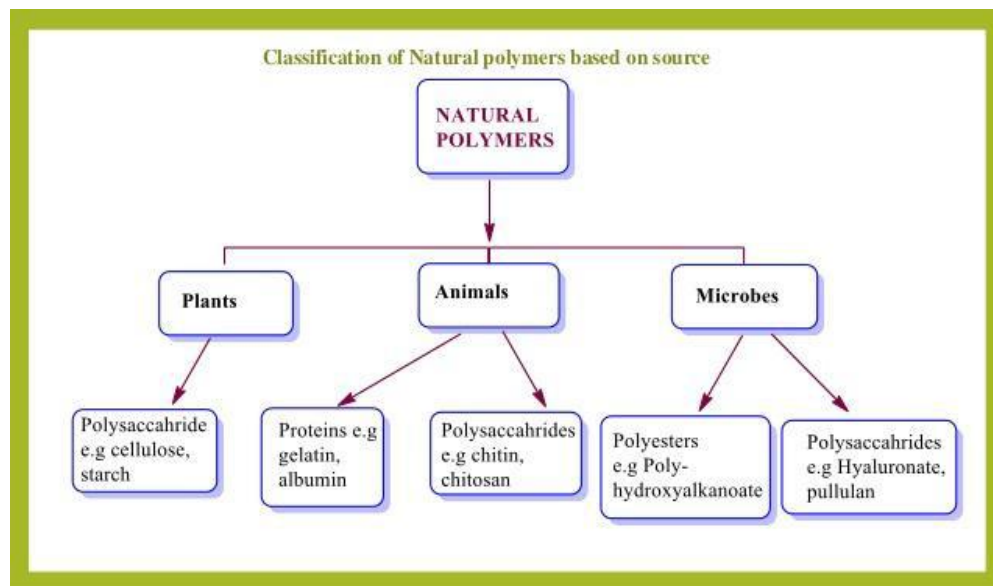 Classification of Natural polymers based on source
NATURAL
POLYMERS
Plants
Animals
Microbes
Polysaccahride
e.g cellulose,
starch
Proteins e.g
gelatin,
albumin
Polysaccahrides
e.g chitin,
chitosan
Polyesters
e.g Poly-
hydroxyalkanoate
Polysaccahrides
e.g Hyaluronate,
pullulan